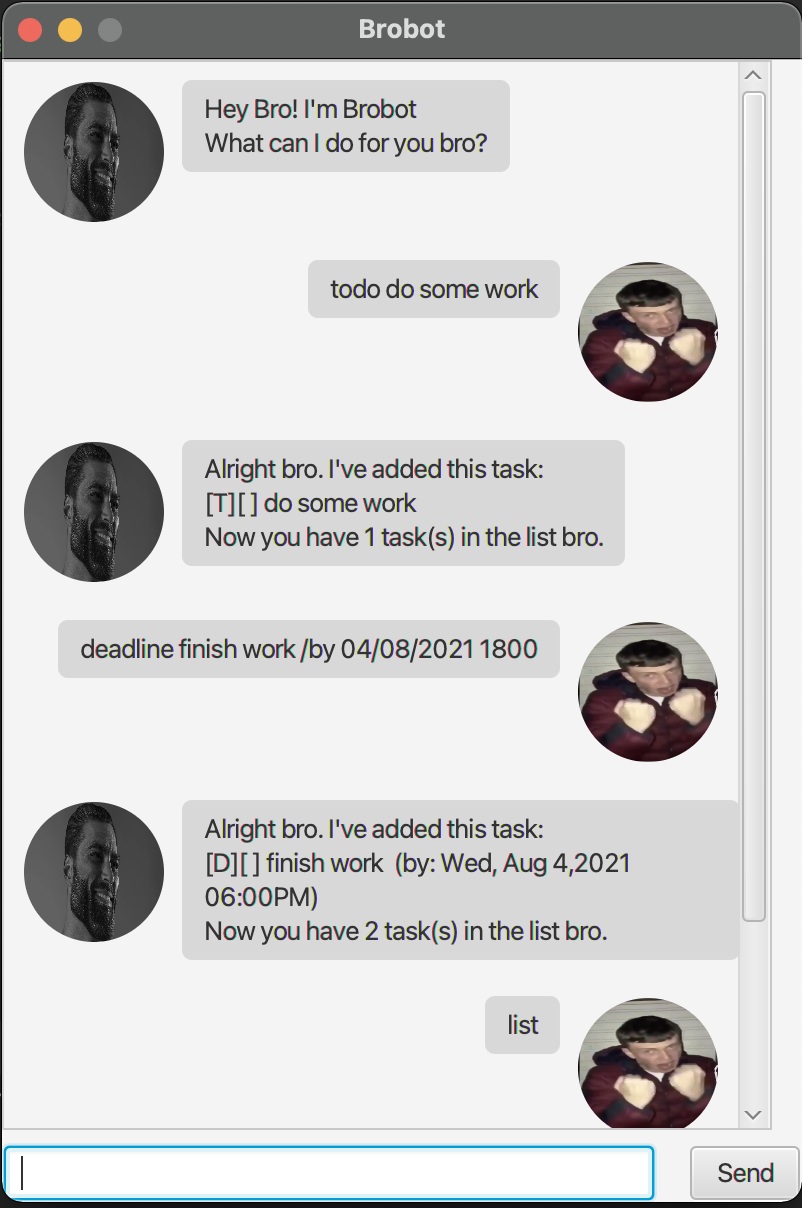 Brobot
Hey Bro! I'm Brobot
What can I do for you bro?
todo do some work
Alright bro. I've added this task:
[T][ ] do some work
Now you have 1 task(s) in the list bro.
deadline finish work /by 04/08/2021 1800
Alright bro. I've added this task:
[D][ ] finish work  (by: Wed, Aug 4,2021
06:00PM)
Now you have 2 task(s) in the list bro.
list
Send